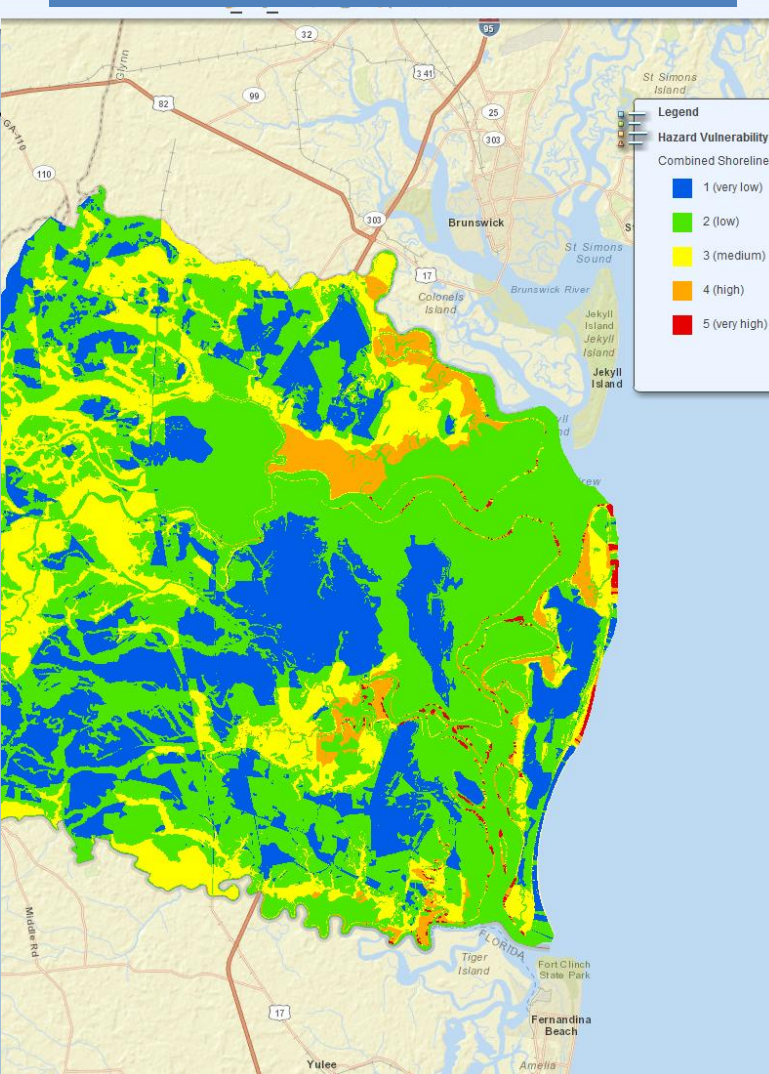 95
32
Glynn
341
99
82
25
303
GA-110
110
303
Brunswick
17
Colonels
Island
St Simons
Island
St Simons
Sound
Brunswick River
Jekyll
Island
Jekyll
Island
Jekyll
Island
Legend
Hazard Vulnerability
Combined Shoreline
1 (very low)
2 (low)
3 (medium)
4 (high)
5 (very high)
Middle Rd
FLORIDA
Tiger
Island
Fort Clinch
State Park
17
Fernandina
Beach
Yulee
Amelia